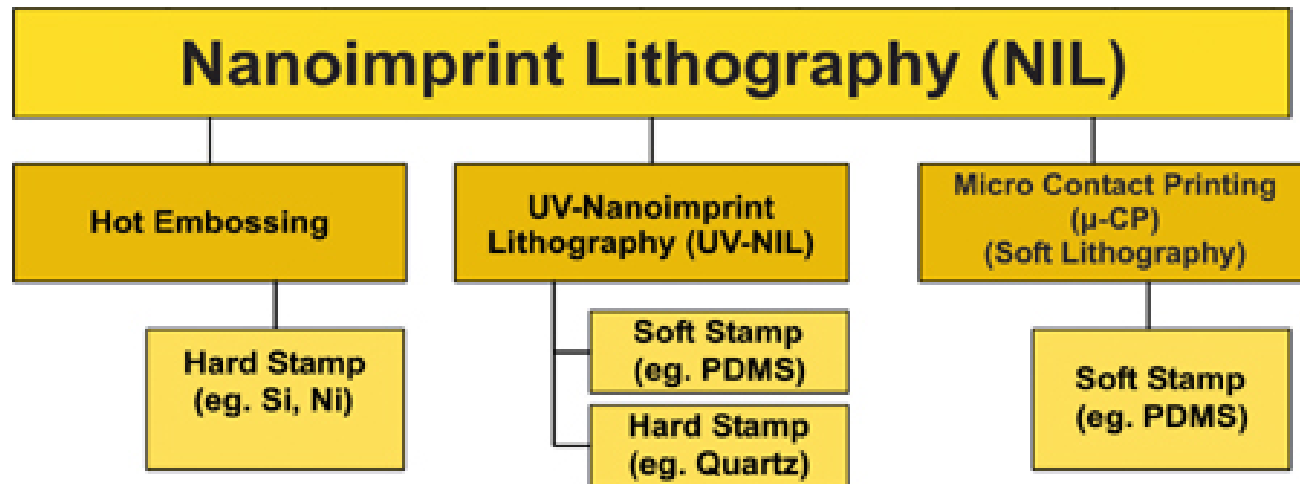 Nanoimprint Lithography (NIL)
Hot Embossing
UV-Nanoimprint
Lithography (UV-NIL)
Micro Contact Printing
(µ-CP)
(Soft Lithography)
Hard Stamp
(eg. Si, Ni)
Soft Stamp
(eg. PDMS)
Hard Stamp
(eg. Quartz)
Soft Stamp
(eg. PDMS)